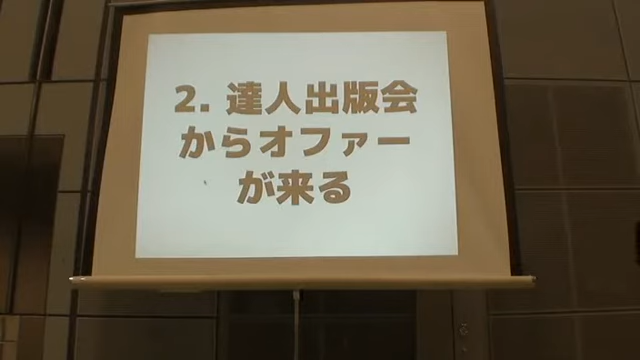 2. 達人出版会
からオファー
が来る